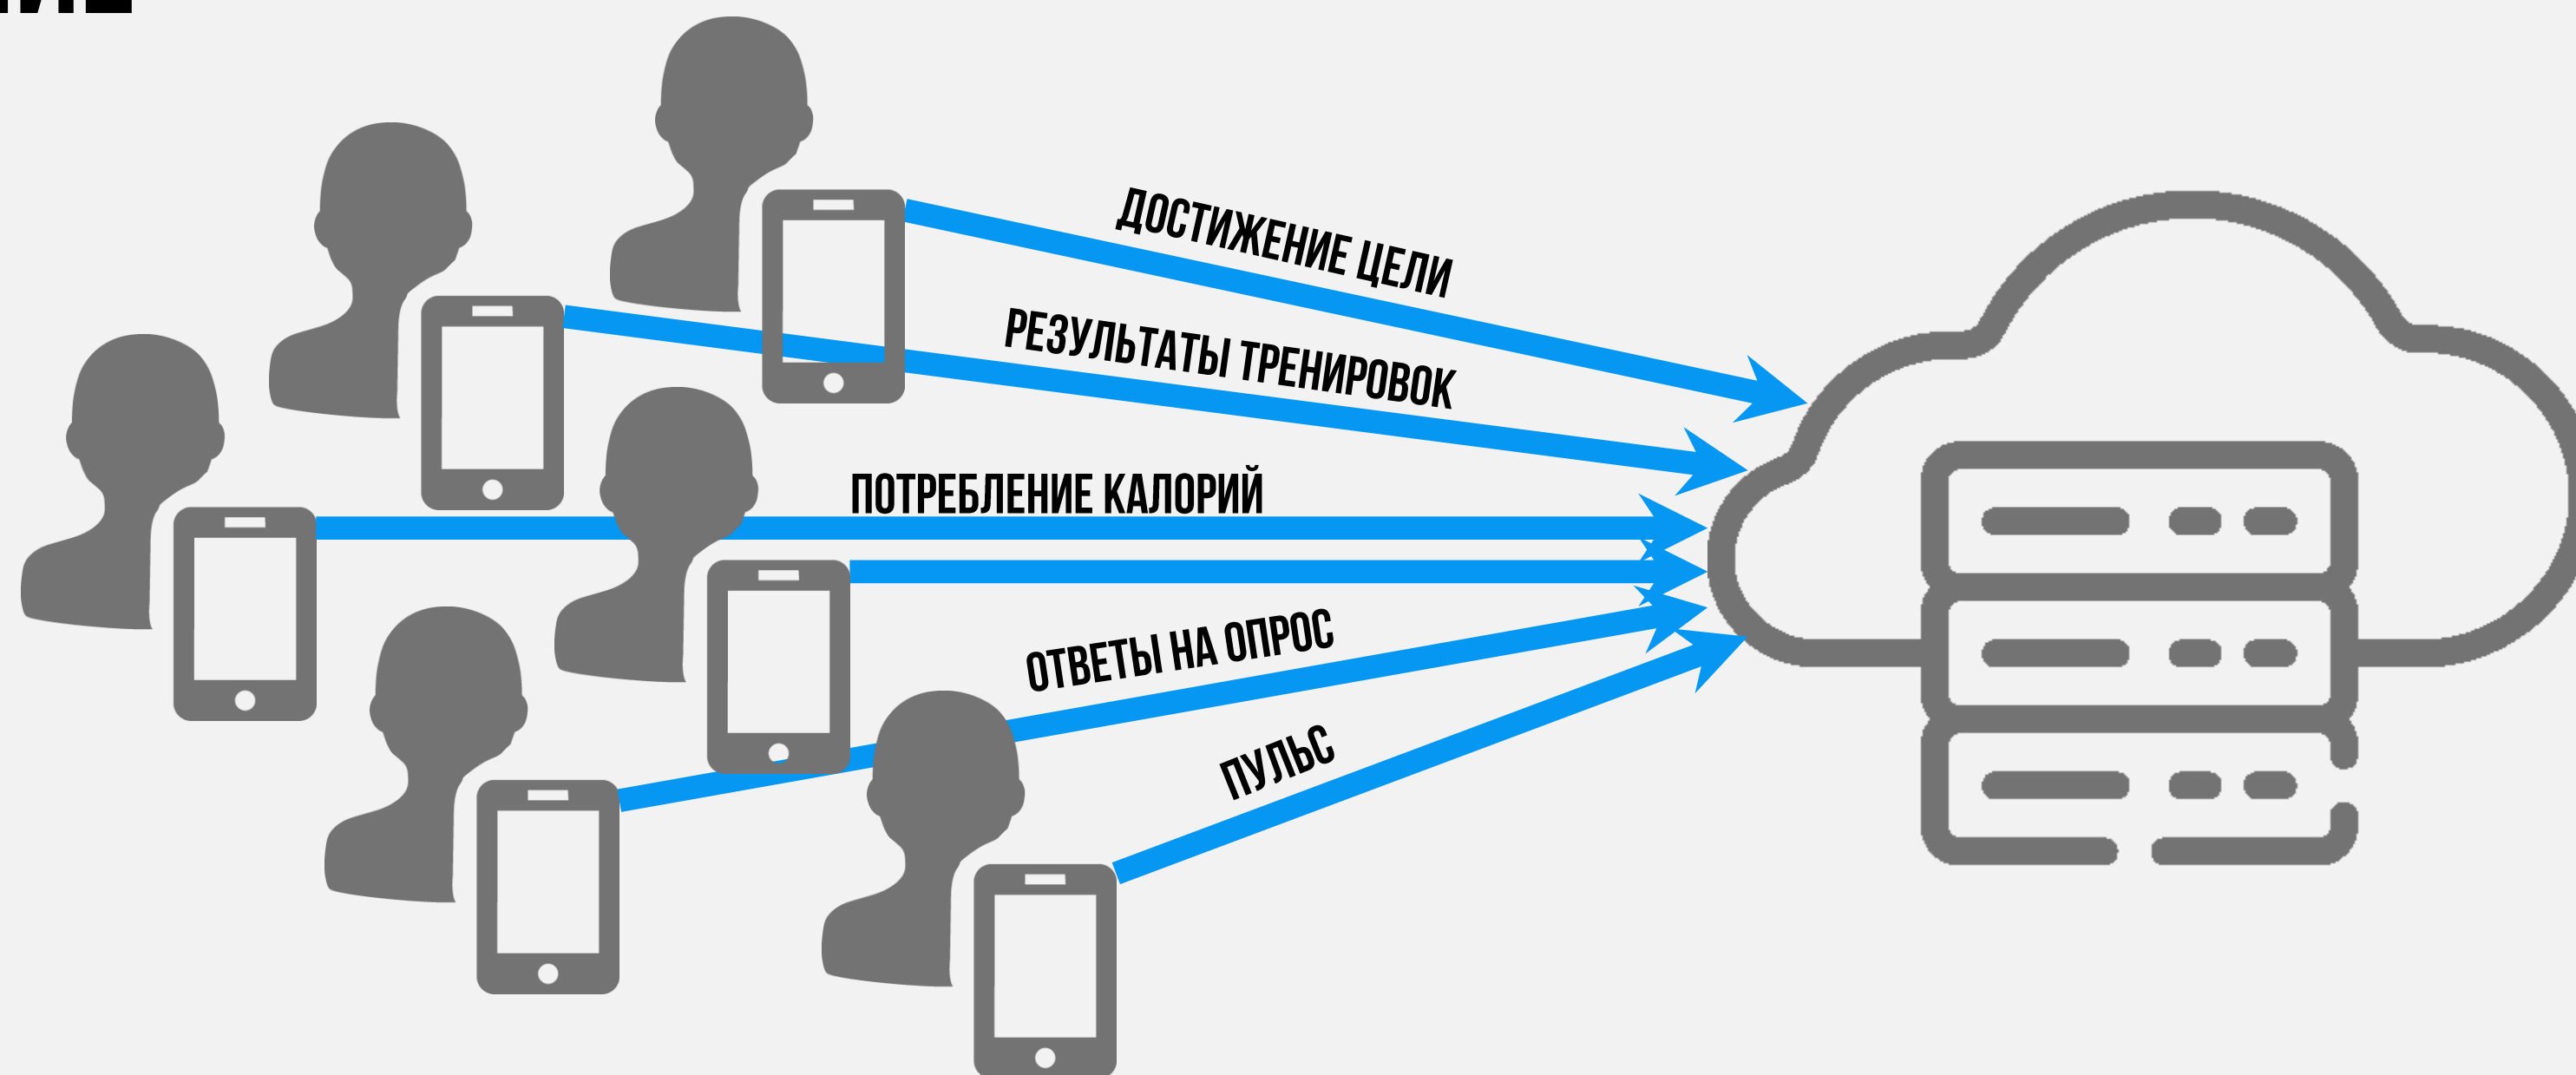 ДОСТИЖЕНИЕ ЦЕЛИ
РЕЗУЛЬТАТЫ ТРЕНИРОВОК
ПОТРЕБЛЕНИЕ КАЛОРИЙ
ОТВЕТЫ НА ОПРОС
ПУЛЬС